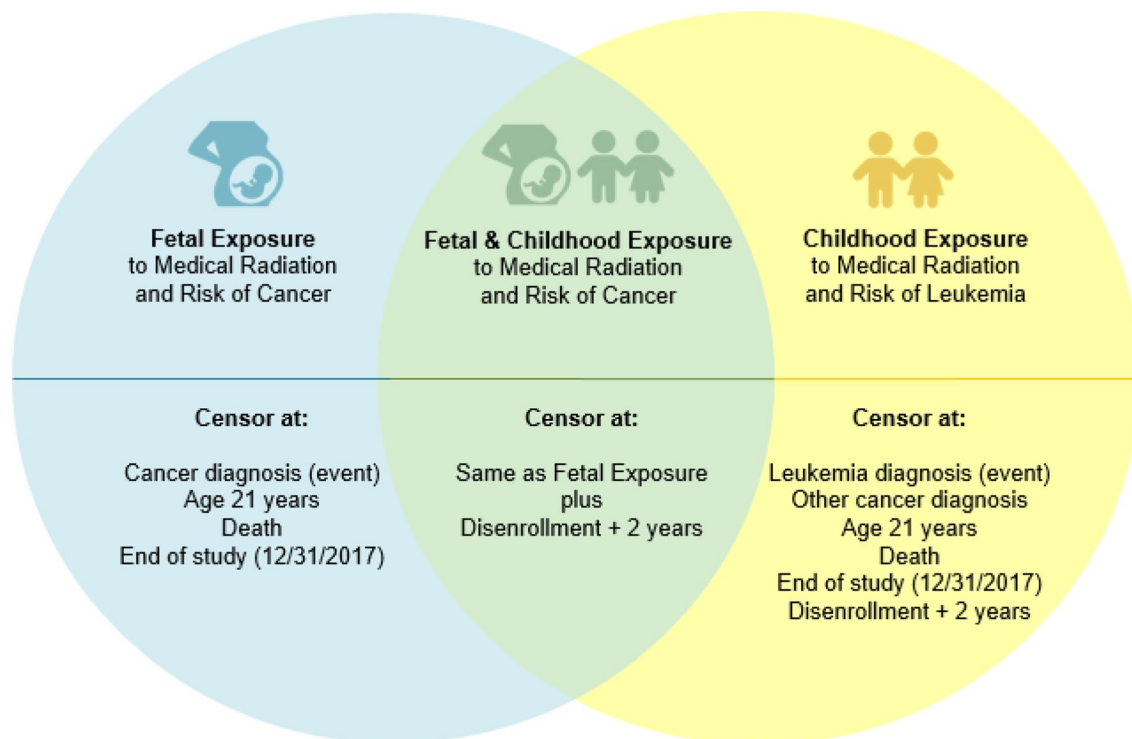 Fetal Exposure
to Medical Radiation
and Risk of Cancer
Fetal & Childhood Exposure
to Medical Radiation
and Risk of Cancer
Childhood Exposure
to Medical Radiation
and Risk of Leukemia
Censor at:
Cancer diagnosis (event)
Age 21 years
Death
End of study (12/31/2017)
Censor at:
Same as Fetal Exposure
plus
Disenrollment + 2 years
Censor at:
Leukemia diagnosis (event)
Other cancer diagnosis
Age 21 years
Death
End of study (12/31/2017)
Disenrollment + 2 years